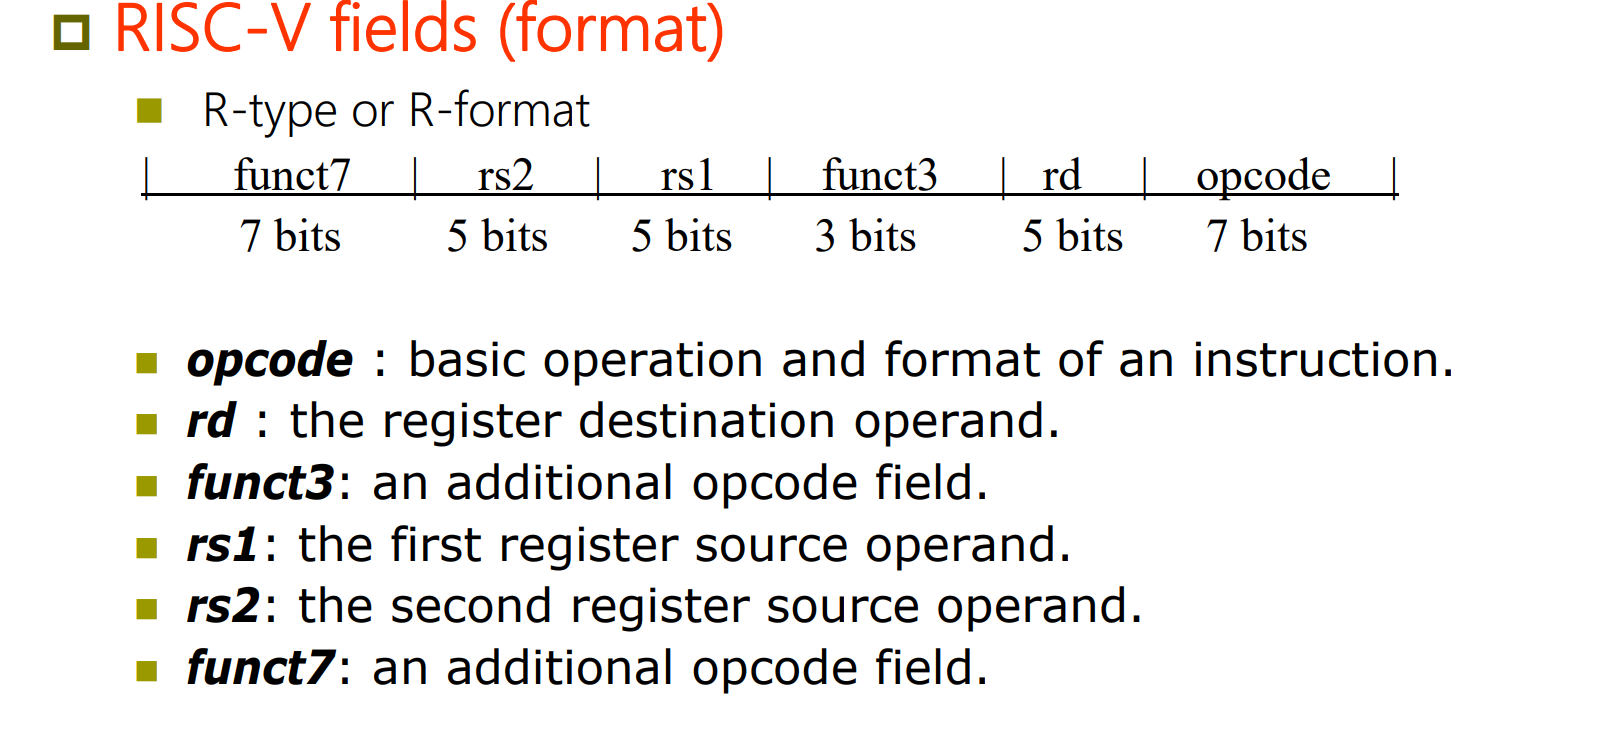 RISC-V fields (format)
R-type or R-format
funct7 rs2 rs1 funct3 rd opcode
7 bits 5 bits 5 bits 3 bits 5 bits 7 bits
opcode : basic operation and format of an instruction.
rd : the register destination operand.
funct3: an additional opcode field.
rs1: the first register source operand.
rs2: the second register source operand.
funct7: an additional opcode field.